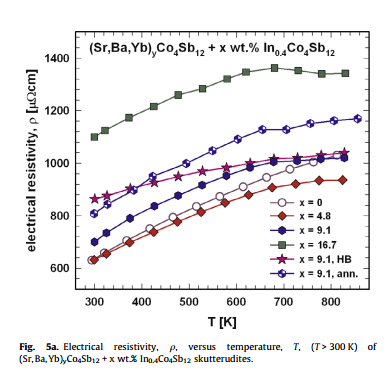 (Sr,Ba,Yb)yCo4Sb12 + x wt.% In0.4Co4Sb12
1400
1200
1000
800
600
electrical resistivity, ρ [μΩcm]
x = 0
x = 4.8
x = 9.1
x = 16.7
x = 9.1, HB
x = 9.1, ann.
300 400 500 600 700 800
T [K]
Fig. 5a. Electrical resistivity, ρ, versus temperature, T, (T > 300 K) of
(Sr,Ba,Yb)yCo4Sb12 + x wt.% In0.4Co4Sb12 skutterudites.